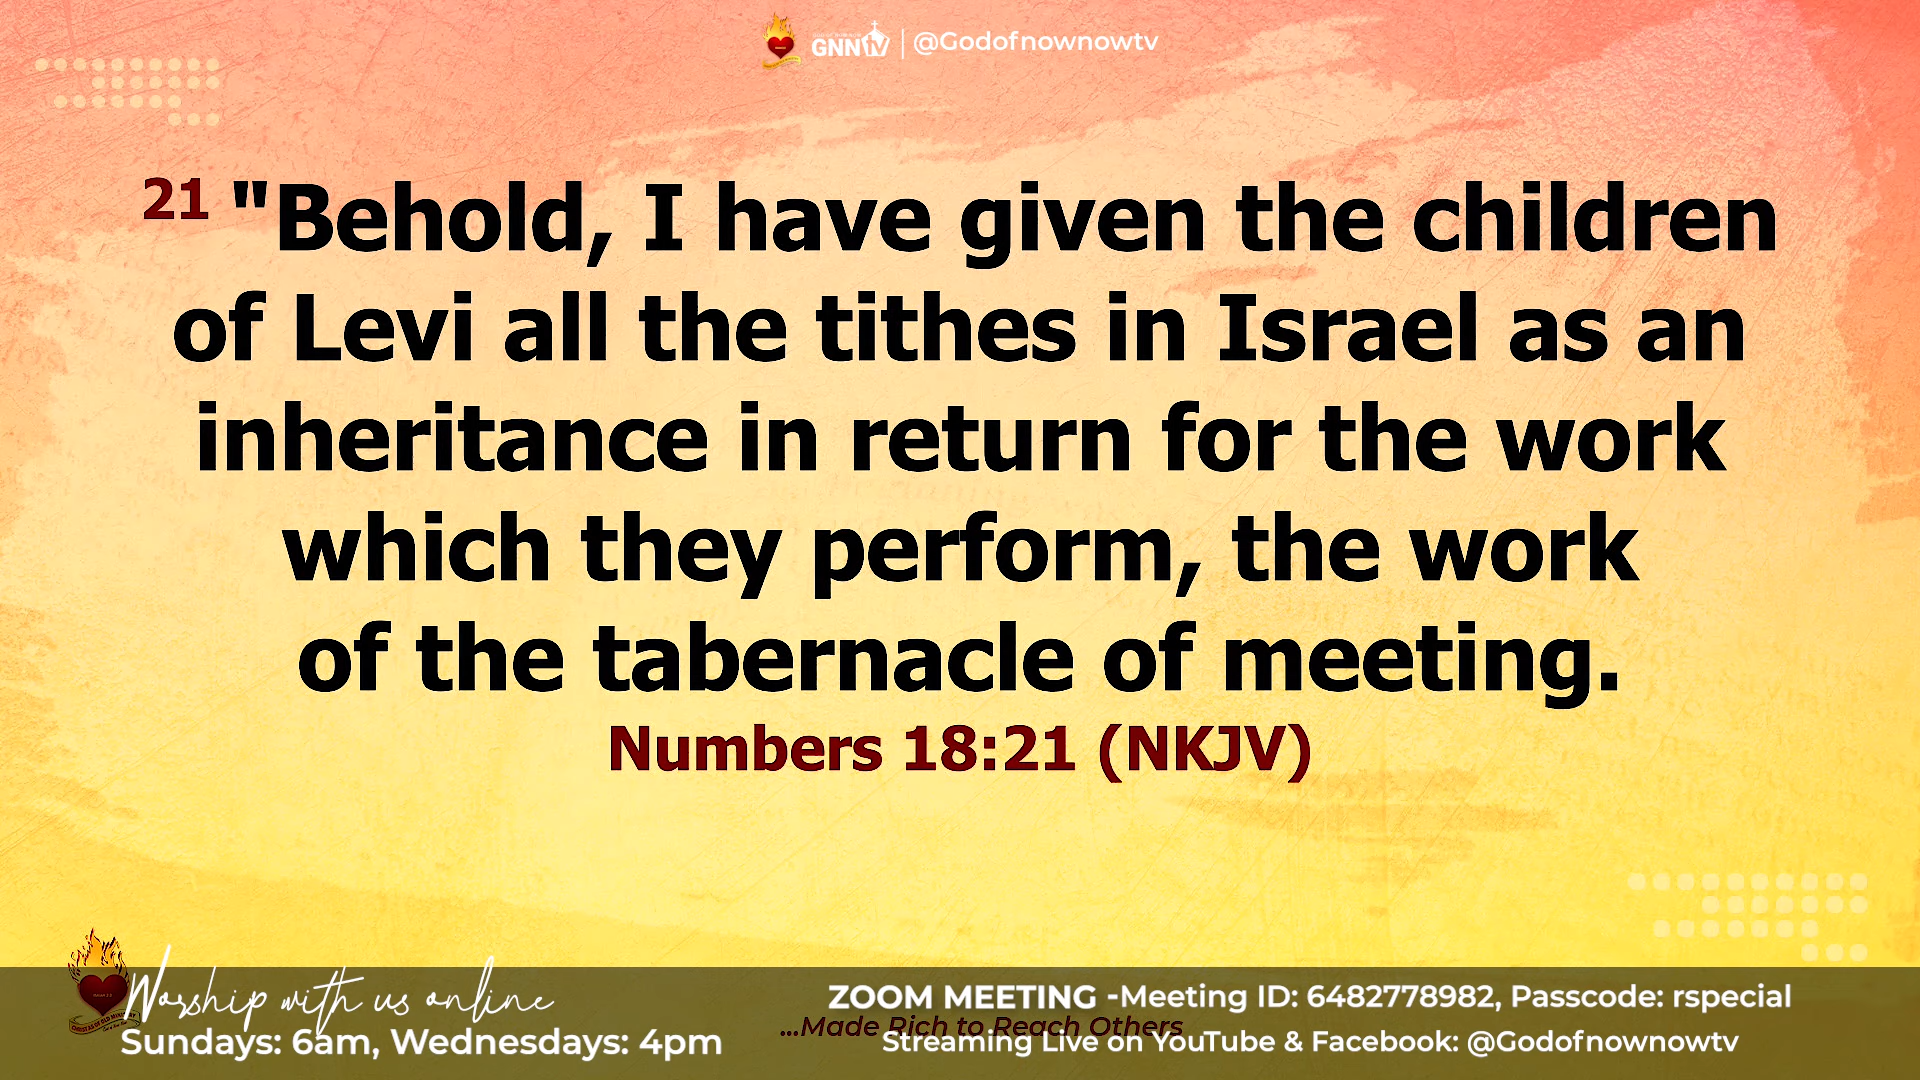 GNN TV | @Godofnownowtv
21 "Behold, I have given the children
of Levi all the tithes in Israel as an
inheritance in return for the work
which they perform, the work
of the tabernacle of meeting.
Numbers 18:21 (NKJV)
Worship with us online
Sundays: 6am, Wednesdays: 4pm
ZOOM MEETING -Meeting ID: 6482778982, Passcode: rspecial
...Made Rich to Reach Others
Streaming Live on YouTube & Facebook: @Godofnownowtv